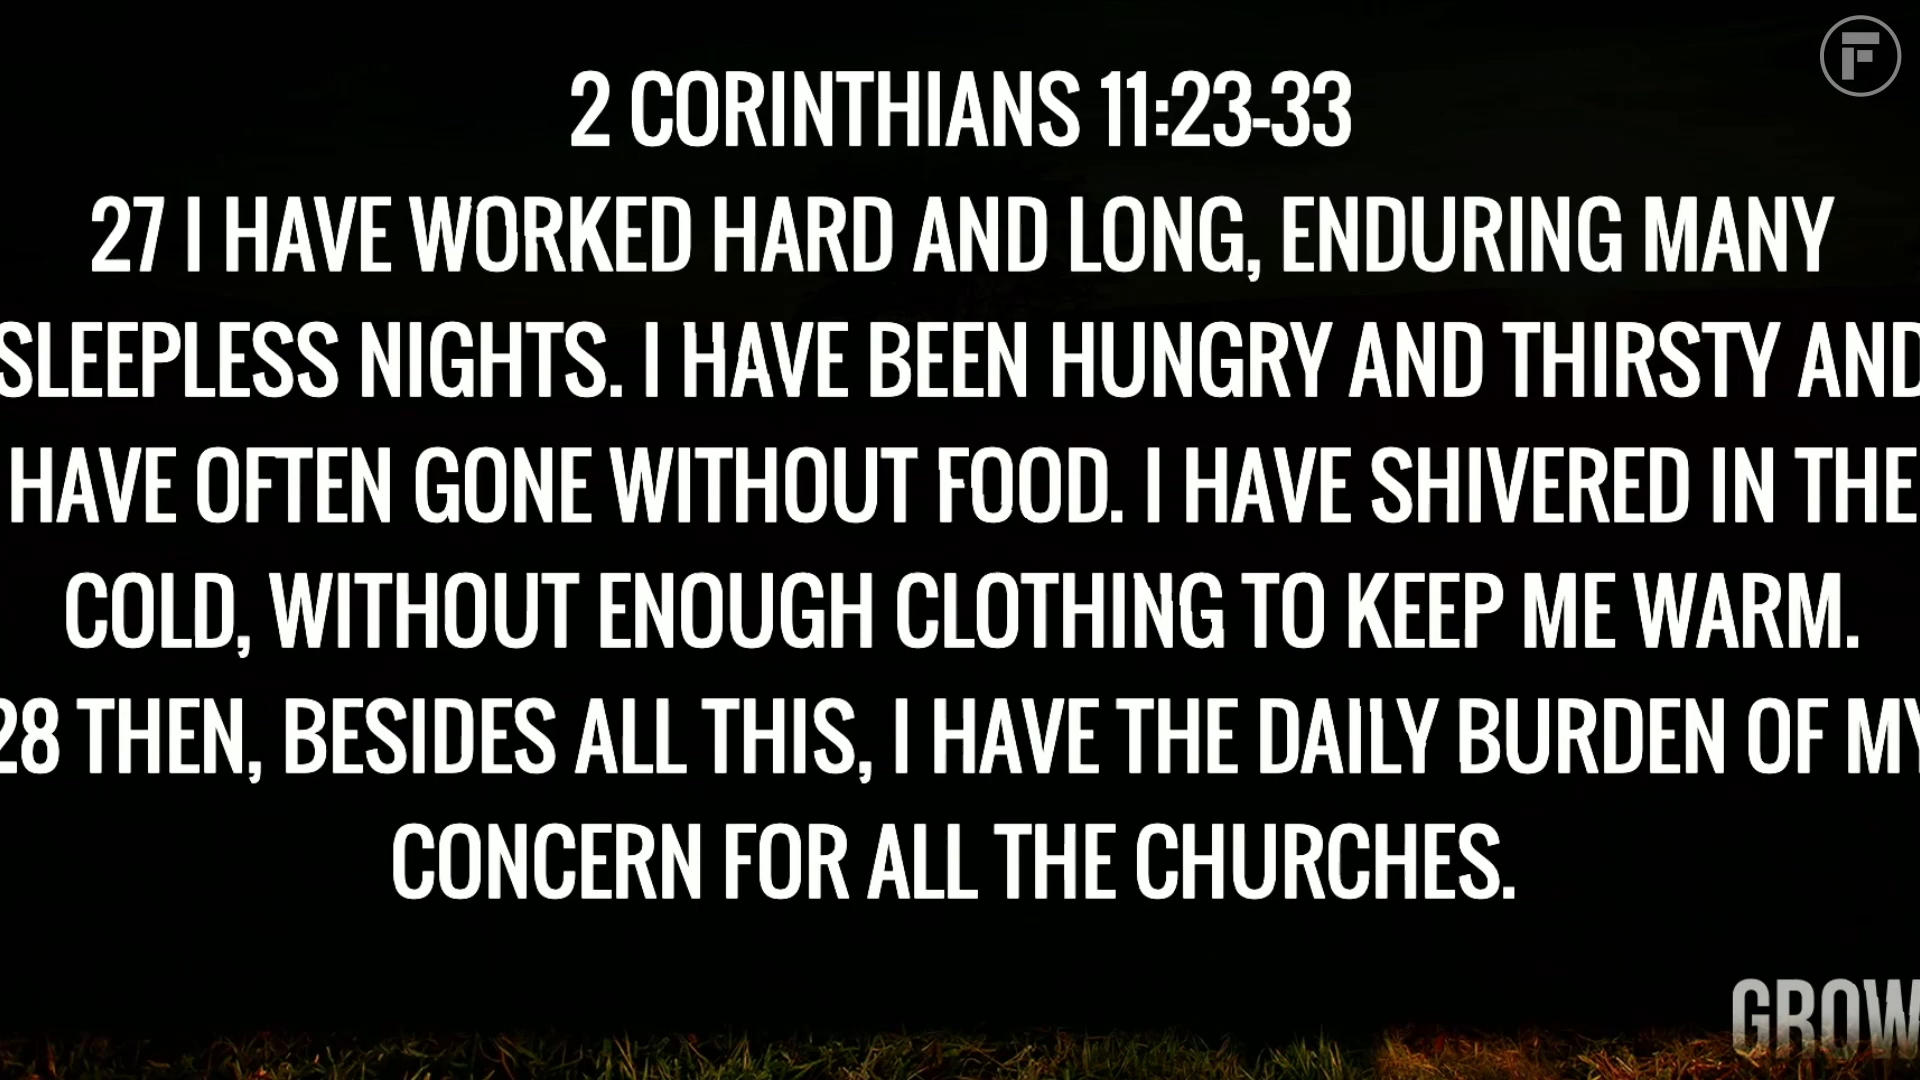 F
2 CORINTHIANS 11:23-33
27 I HAVE WORKED HARD AND LONG, ENDURING MANY
SLEEPLESS NIGHTS. I HAVE BEEN HUNGRY AND THIRSTY AND
HAVE OFTEN GONE WITHOUT FOOD. I HAVE SHIVERED IN THE
COLD, WITHOUT ENOUGH CLOTHING TO KEEP ME WARM.
28 THEN, BESIDES ALL THIS, I HAVE THE DAILY BURDEN OF MY
CONCERN FOR ALL THE CHURCHES.
GROW